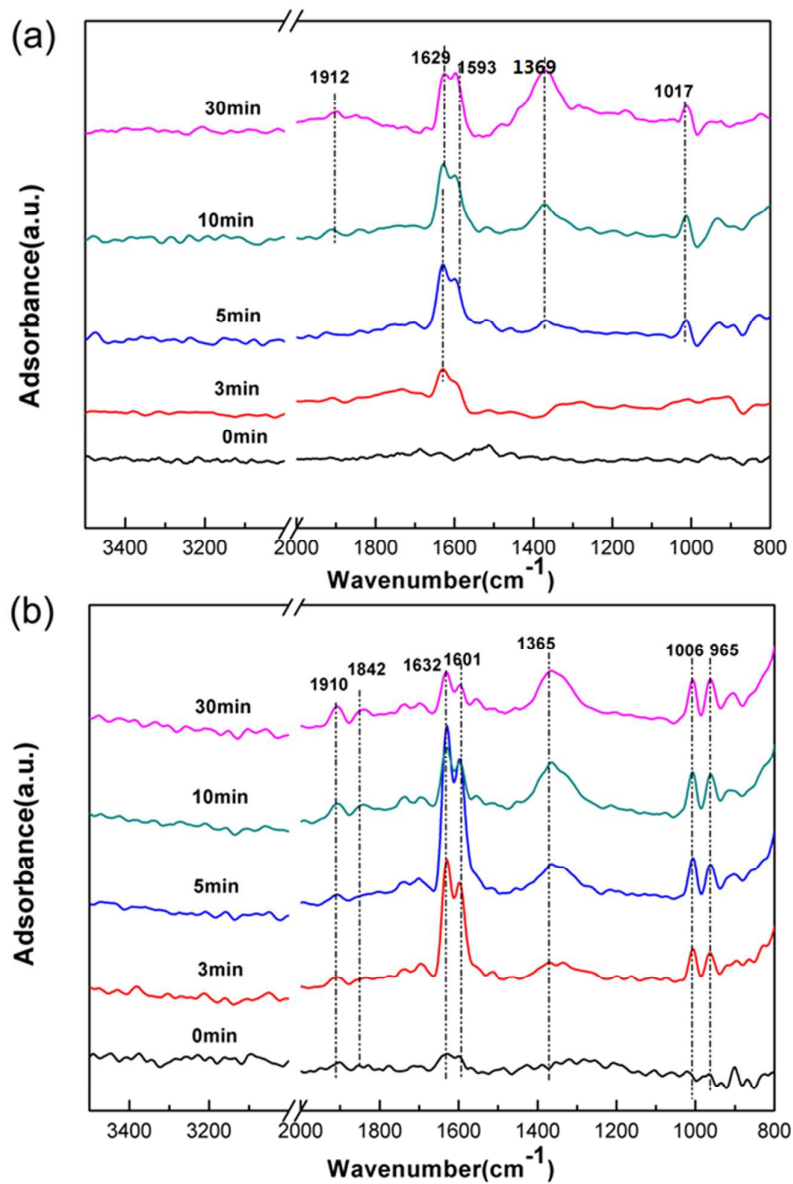 (a)
1912
1629
1593
1369
1017
30min
10min
5min
3min
0min
Adsorbance(a.u.)
3400 3200 2000 1800 1600 1400 1200 1000 800
Wavenumber(cm-1)
(b)
1910
1842
1632
1601
1365
1006 965
30min
10min
5min
3min
0min
Adsorbance(a.u.)
3400 3200 2000 1800 1600 1400 1200 1000 800
Wavenumber(cm-1)